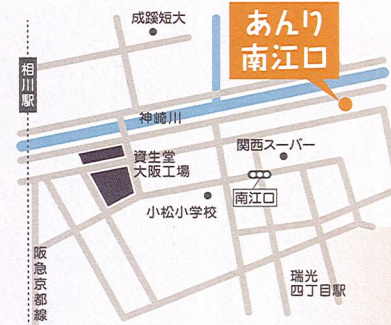 成蹊短大
あんり
南江口
相川駅
神崎川
資生堂
大阪工場
関西スーパー
南江口
小松小学校
瑞光
四丁目駅
阪急京都線